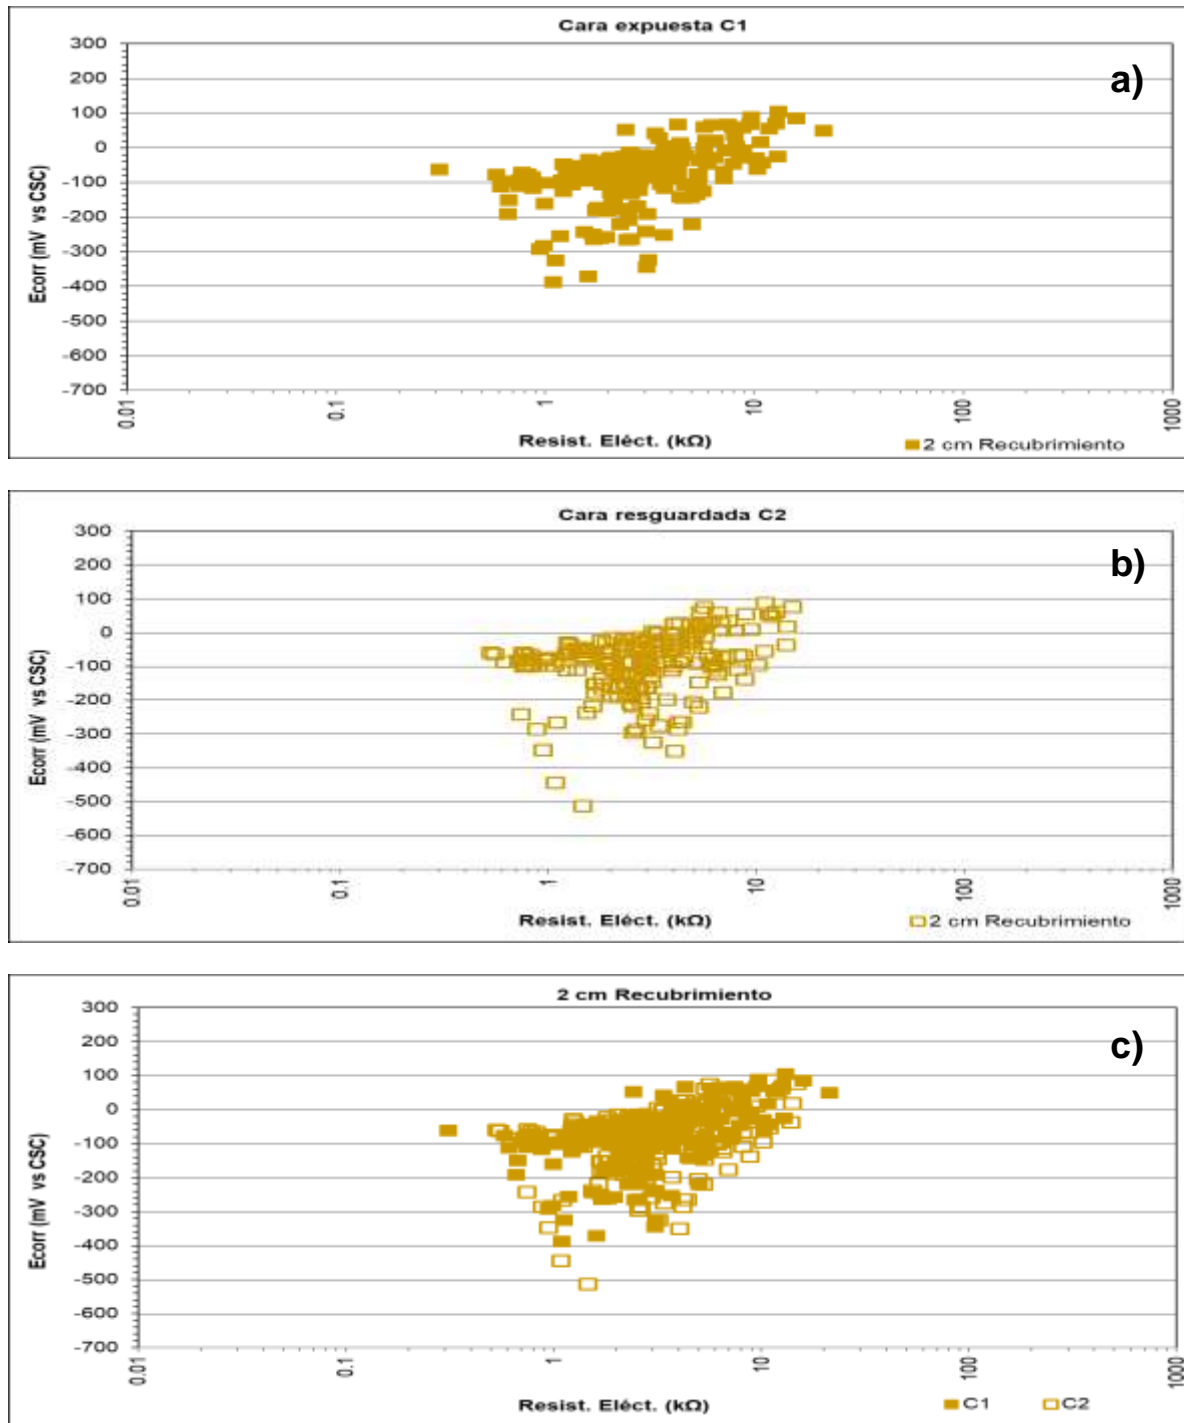 Cara expuesta C1
a)
300
200
100
0
-100
-200
-300
-400
-500
-600
-700
Ecorr (mV vs CSC)
0.01 0.1 1 10 100 1000
Resist. Eléct. (kΩ)
2 cm Recubrimiento
Cara resguardada C2
b)
300
200
100
0
-100
-200
-300
-400
-500
-600
-700
Ecorr (mV vs CSC)
0.01 0.1 1 10 100 1000
Resist. Eléct. (kΩ)
2 cm Recubrimiento
2 cm Recubrimiento
c)
300
200
100
0
-100
-200
-300
-400
-500
-600
-700
Ecorr (mV vs CSC)
0.01 0.1 1 10 100 1000
Resist. Eléct. (kΩ)
C1 C2